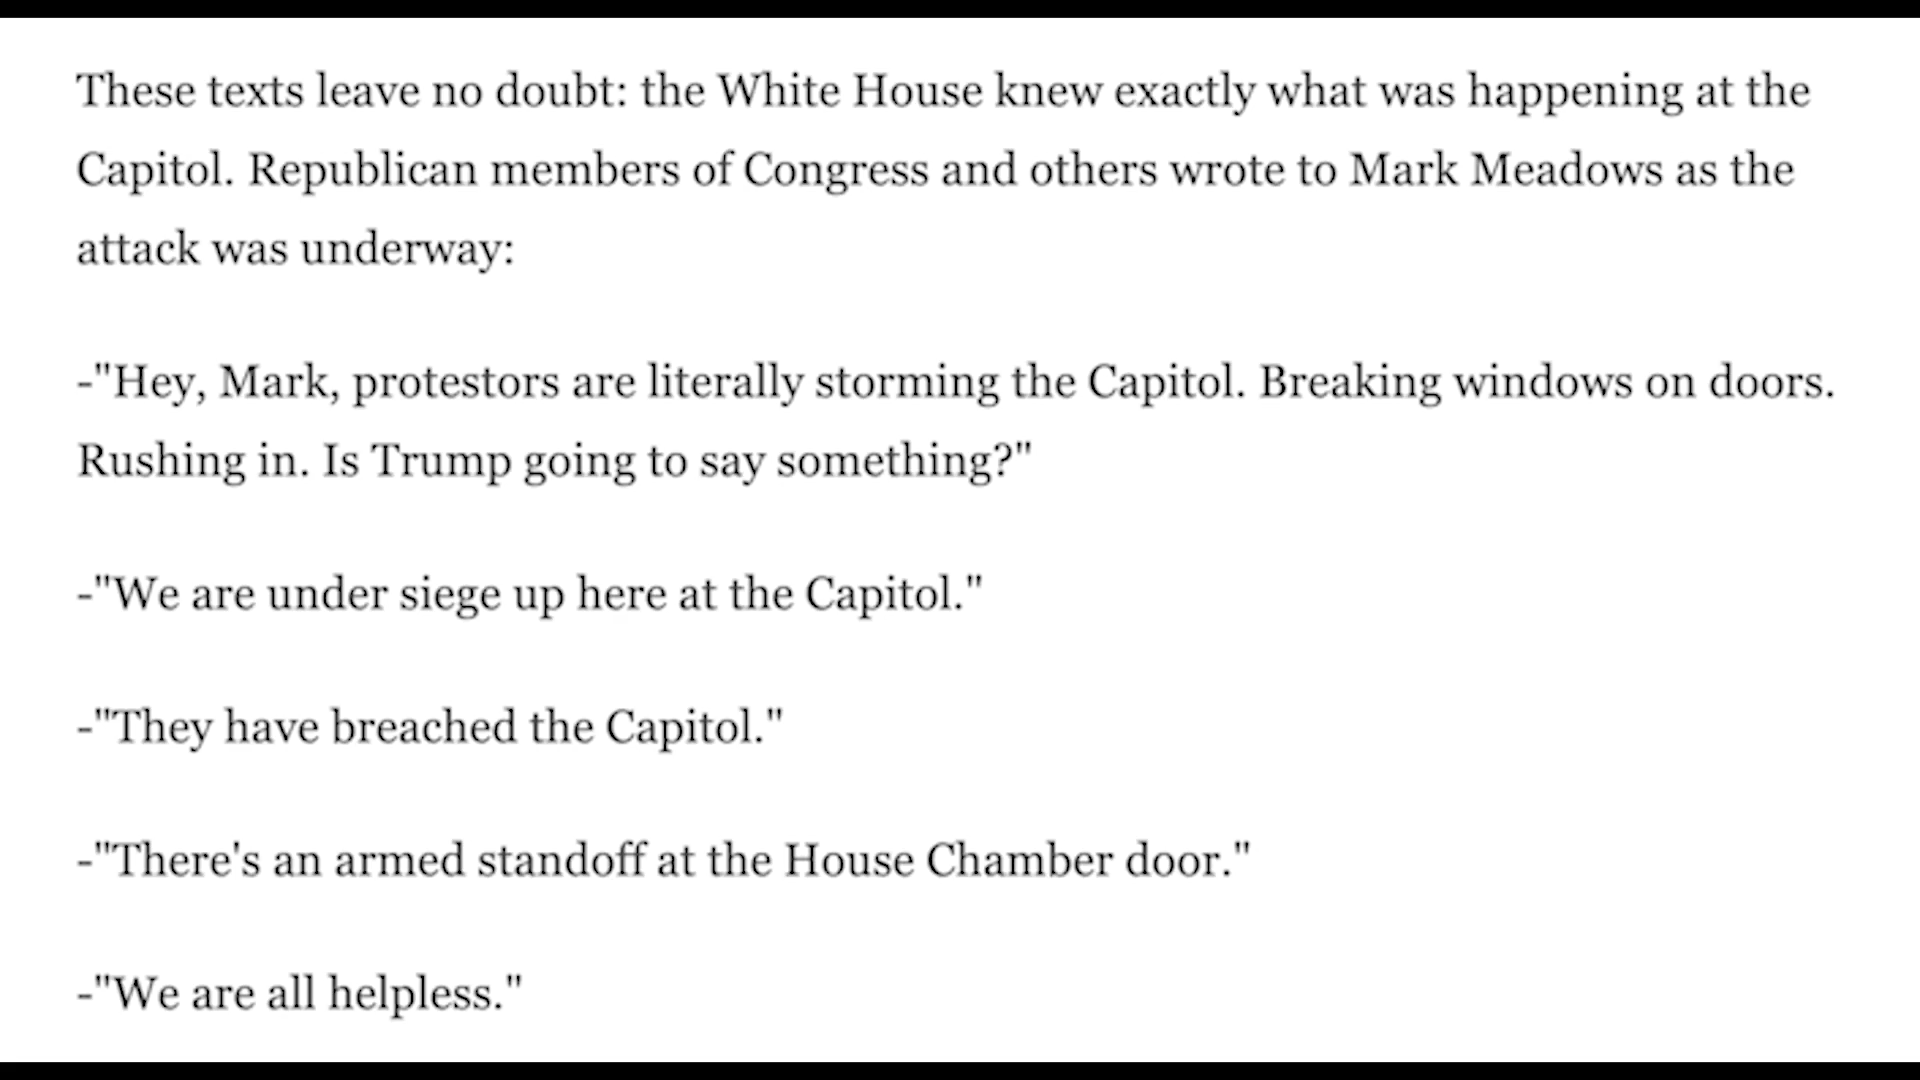 These texts leave no doubt: the White House knew exactly what was happening at the
Capitol. Republican members of Congress and others wrote to Mark Meadows as the
attack was underway:
-"Hey, Mark, protestors are literally storming the Capitol. Breaking windows on doors.
Rushing in. Is Trump going to say something?"
-"We are under siege up here at the Capitol."
-"They have breached the Capitol."
-"There's an armed standoff at the House Chamber door."
-"We are all helpless."